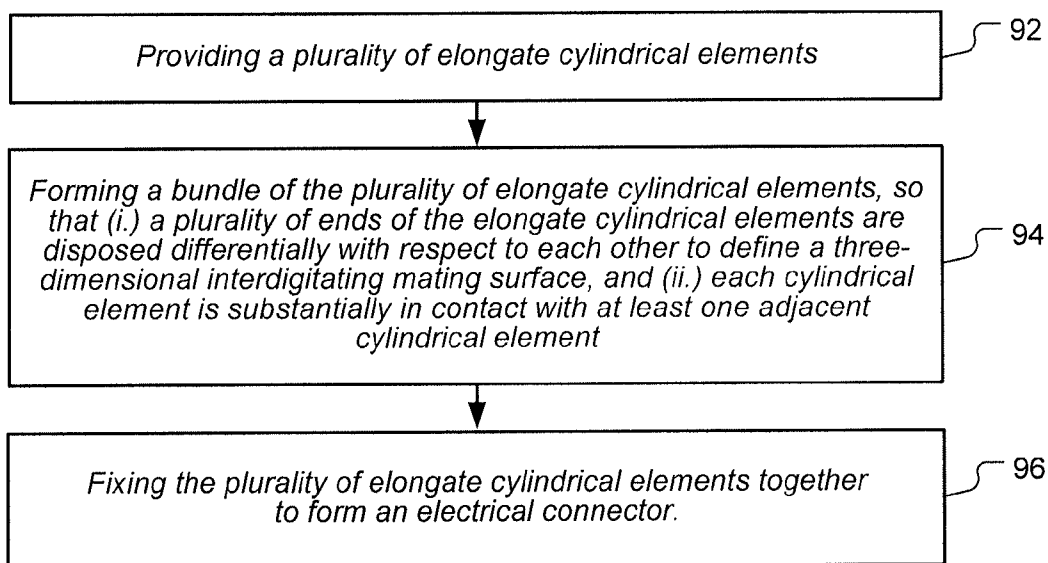 Providing a plurality of elongate cylindrical elements
92
Forming a bundle of the plurality of elongate cylindrical elements, so
that (i.) a plurality of ends of the elongate cylindrical elements are
disposed differentially with respect to each other to define a three-
dimensional interdigitating mating surface, and (ii.) each cylindrical
element is substantially in contact with at least one adjacent
cylindrical element
94
Fixing the plurality of elongate cylindrical elements together
to form an electrical connector.
96